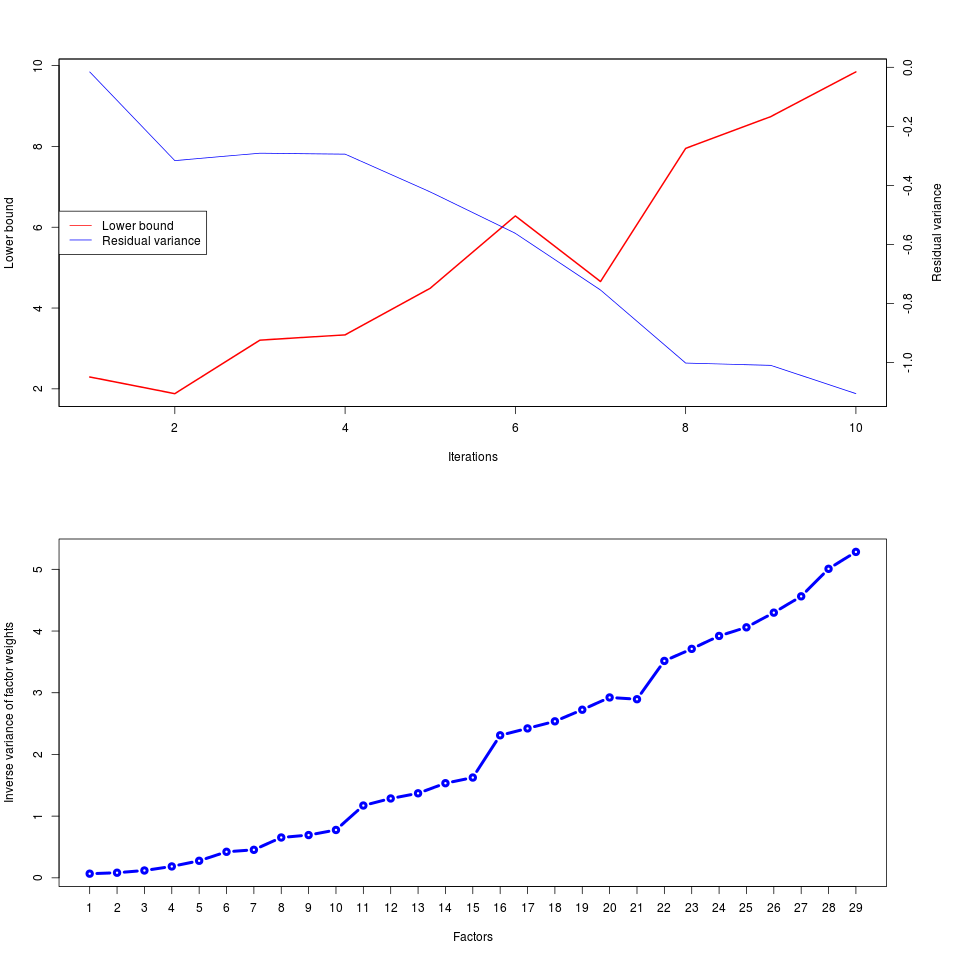 10
8
6
4
2
Lower bound
0.0
-0.2
-0.4
-0.6
-0.8
-1.0
Residual variance
Lower bound
Residual variance
2 4 6 8 10
Iterations
5
4
3
2
1
0
Inverse variance of factor weights
1 2 3 4 5 6 7 8 9 10 11 12 13 14 15 16 17 18 19 20 21 22 23 24 25 26 27 28 29
Factors